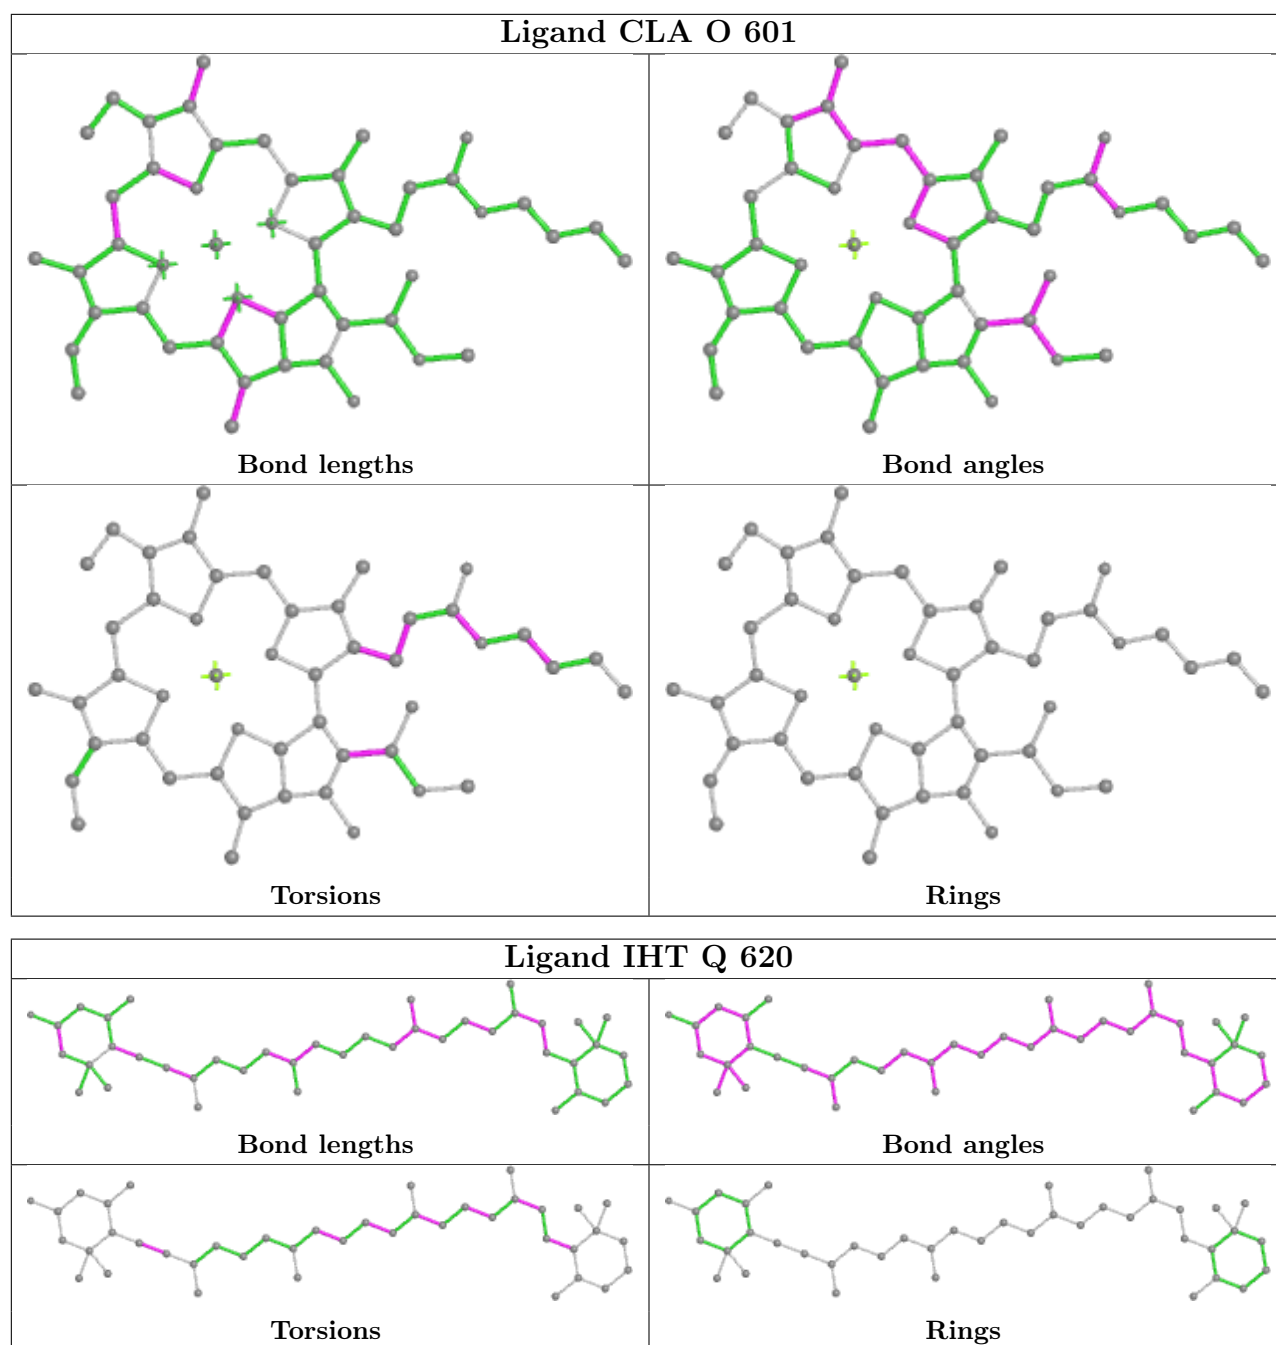 Ligand CLA O 601
Bond lengths
Bond angles
Torsions
Rings
Ligand IHT Q 620
Bond lengths
Bond angles
Torsions
Rings